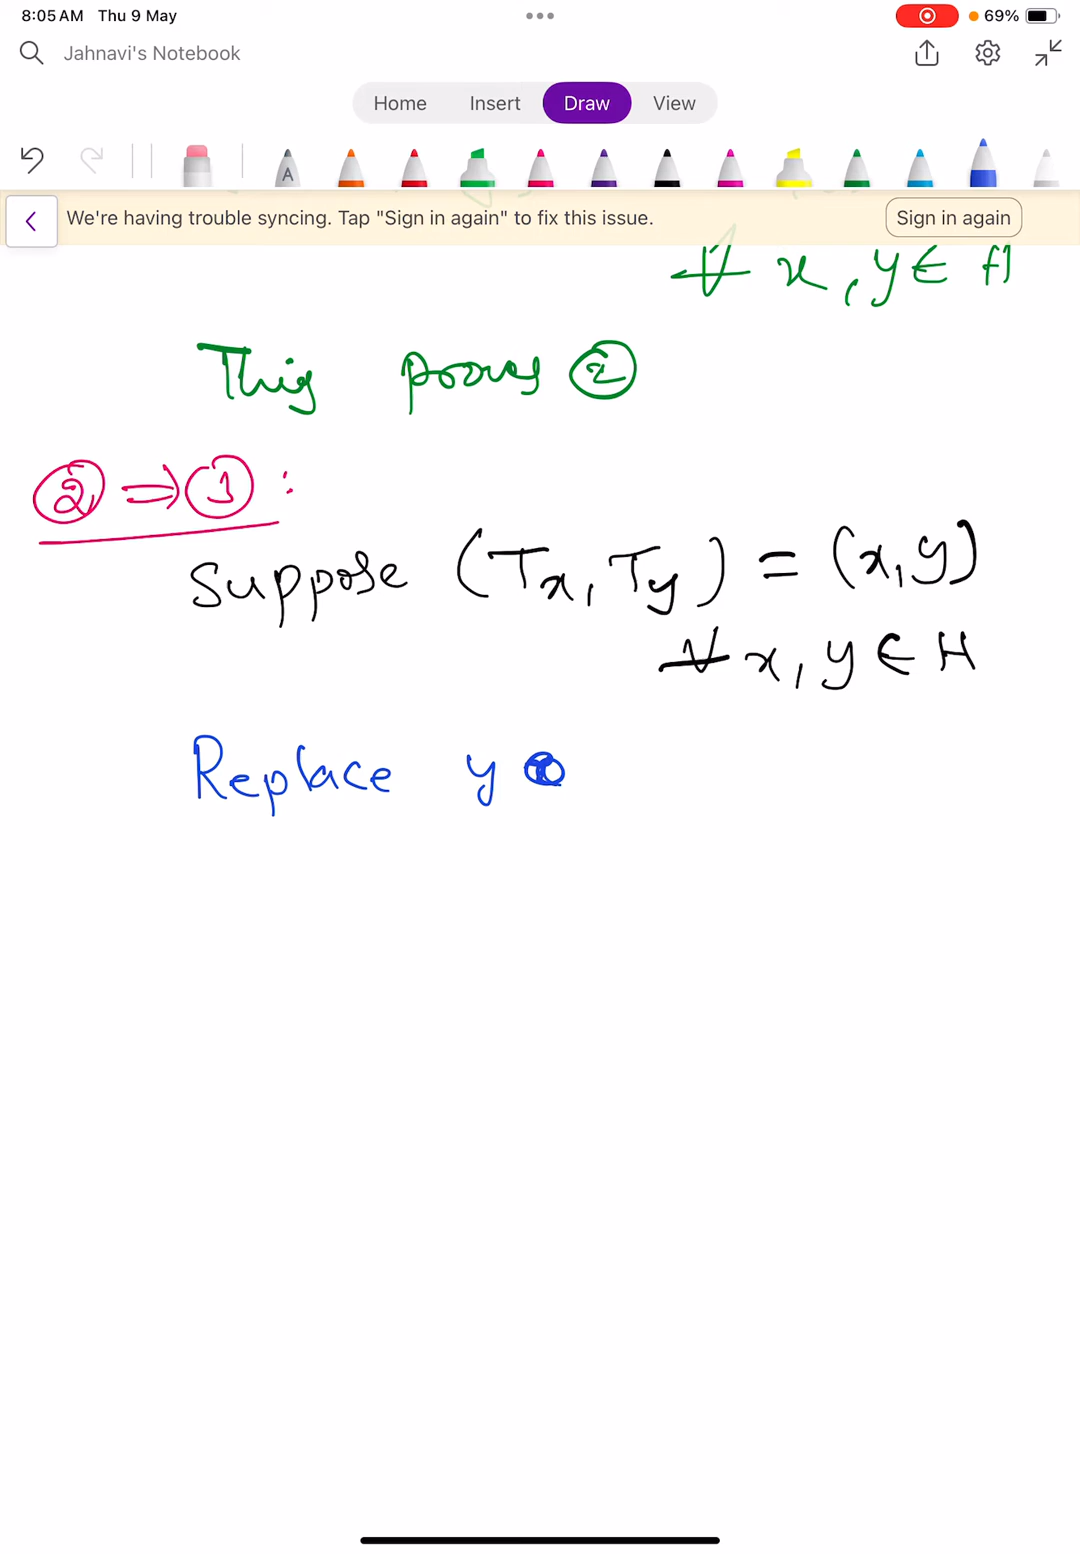 8:05 AM Thu 9 May 69%
Jahnavi's Notebook
Home Insert Draw View
A
We're having trouble syncing. Tap "Sign in again" to fix this issue. Sign in again
∀ x, y ∈ H
This proves ②
② ⇒ ① :
Suppose (Tx, Ty) = (x, y)
∀ x, y ∈ H
Replace y